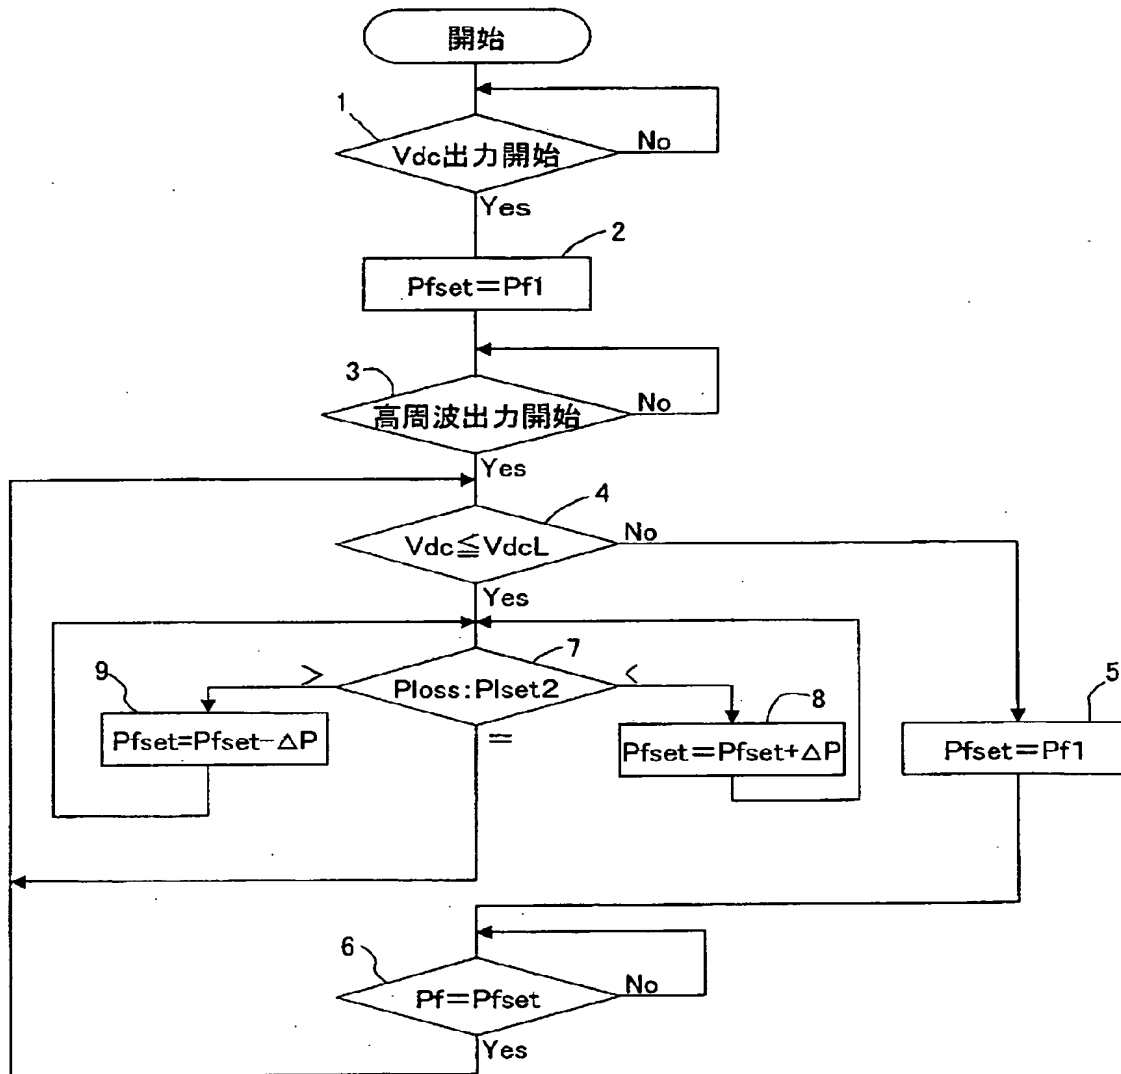 開始
1
Vdc出力開始
No
Yes
2
Pfset=Pf1
3
高周波出力開始
No
Yes
4
Vdc≦VdcL
No
Yes
7
Ploss:Plset2
>
<
=
9
Pfset=Pfset-△P
8
Pfset=Pfset+△P
5
Pfset=Pf1
6
Pf=Pfset
No
Yes